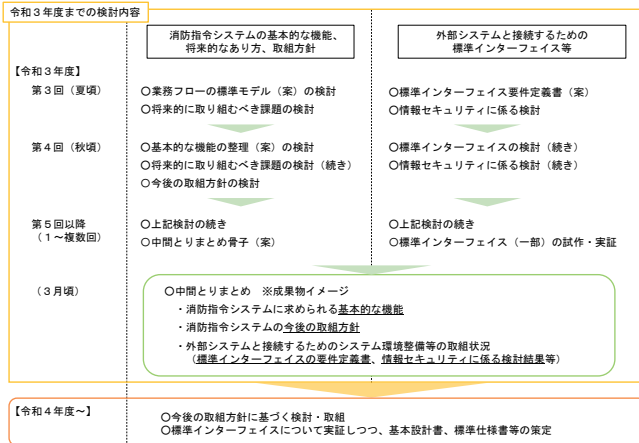 令和３年度までの検討内容
消防指令システムの基本的な機能、
将来的なあり方、取組方針
外部システムと接続するための
標準インターフェイス等
【令和３年度】
第３回（夏頃）
○業務フローの標準モデル（案）の検討
○将来的に取り組むべき課題の検討
○標準インターフェイス要件定義書（案）
○情報セキュリティに係る検討
第４回（秋頃）
○基本的な機能の整理（案）の検討
○将来的に取り組むべき課題の検討（続き）
○今後の取組方針の検討
○標準インターフェイスの検討（続き）
○情報セキュリティに係る検討（続き）
第５回以降
（１～複数回）
○上記検討の続き
○中間とりまとめ骨子（案）
○上記検討の続き
○標準インターフェイス（一部）の試作・実証
（３月頃）
○中間とりまとめ　※成果物イメージ
・消防指令システムに求められる基本的な機能
・消防指令システムの今後の取組方針
・外部システムと接続するためのシステム環境整備等の取組状況
（標準インターフェイスの要件定義書、情報セキュリティに係る検討結果等）
【令和４年度～】
○今後の取組方針に基づく検討・取組
○標準インターフェイスについて実証しつつ、基本設計書、標準仕様書等の策定